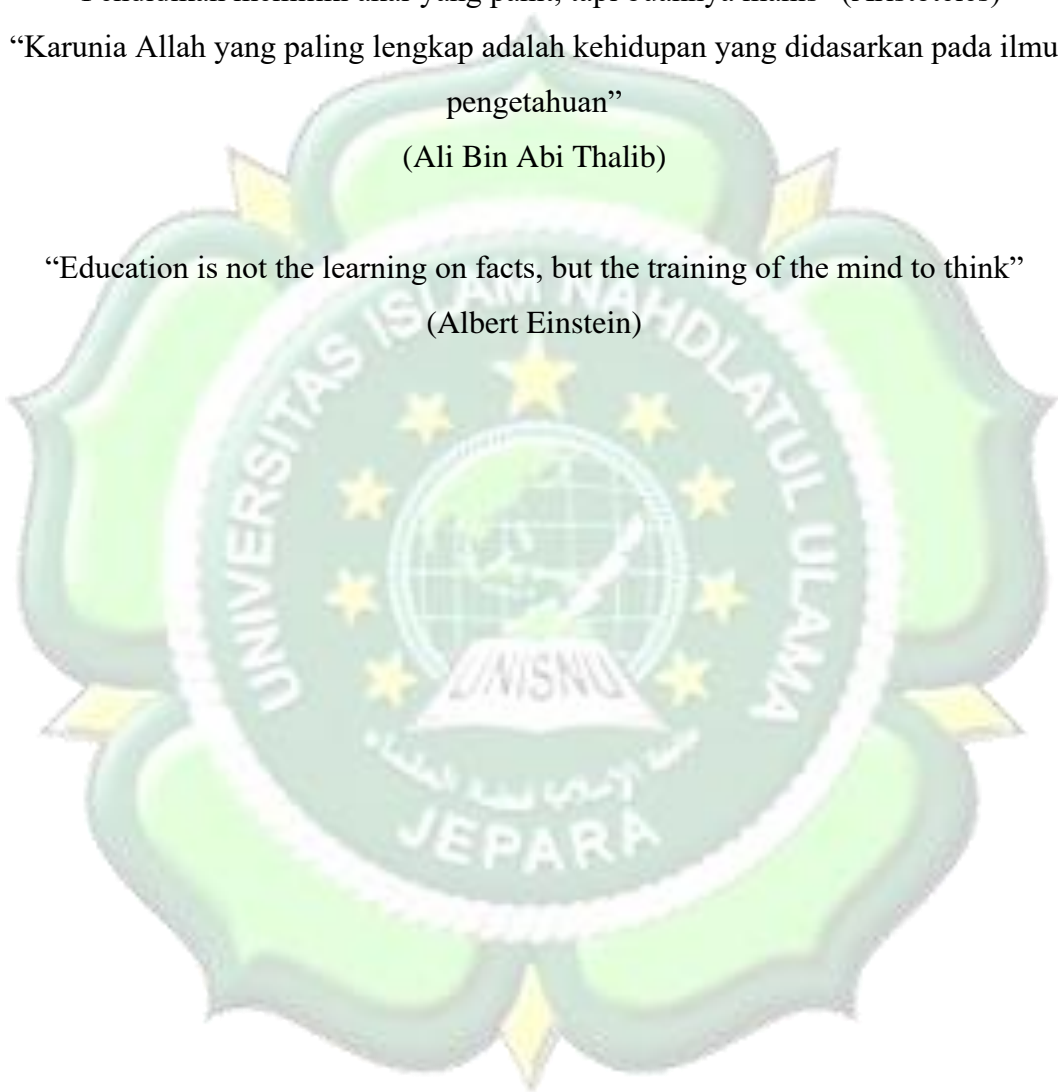 “Karunia Allah yang paling lengkap adalah kehidupan yang didasarkan pada ilmu
pengetahuan”
(Ali Bin Abi Thalib)
“Education is not the learning on facts, but the training of the mind to think”
(Albert Einstein)
UNIVERSITAS ISLAM NAHDLATUL ULAMA
UNISNU
JEPARA